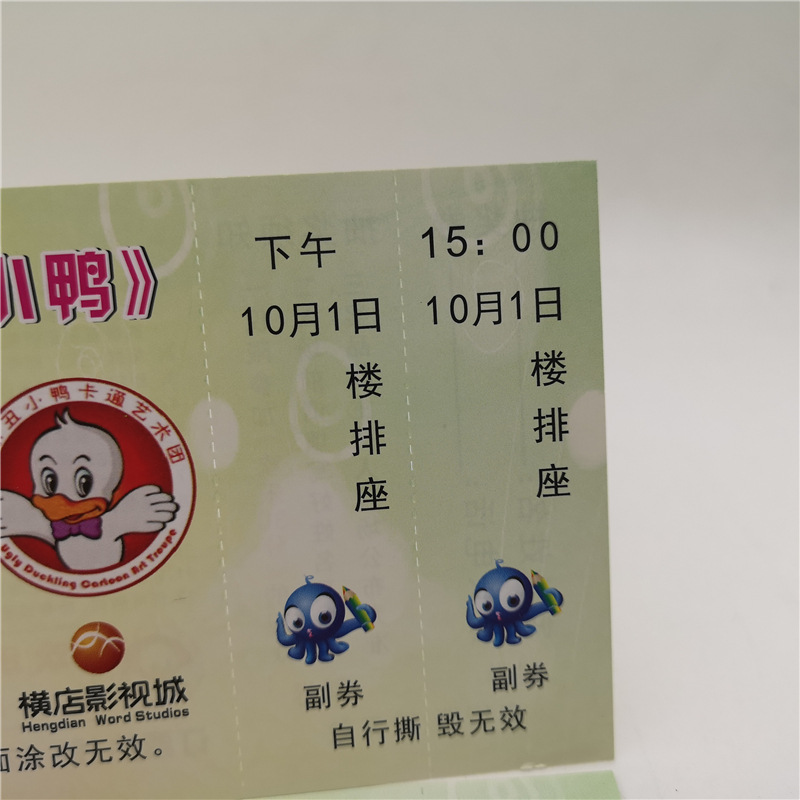 小鸭》
丑小鸭卡通艺术团
Ugly Duckling Cartoon Art Troupe
横店影视城
Hengdian Word Studios
涂改无效。
下午
10月1日
楼
排
座
副券
15：00
10月1日
楼
排
座
副券
自行撕 毁无效